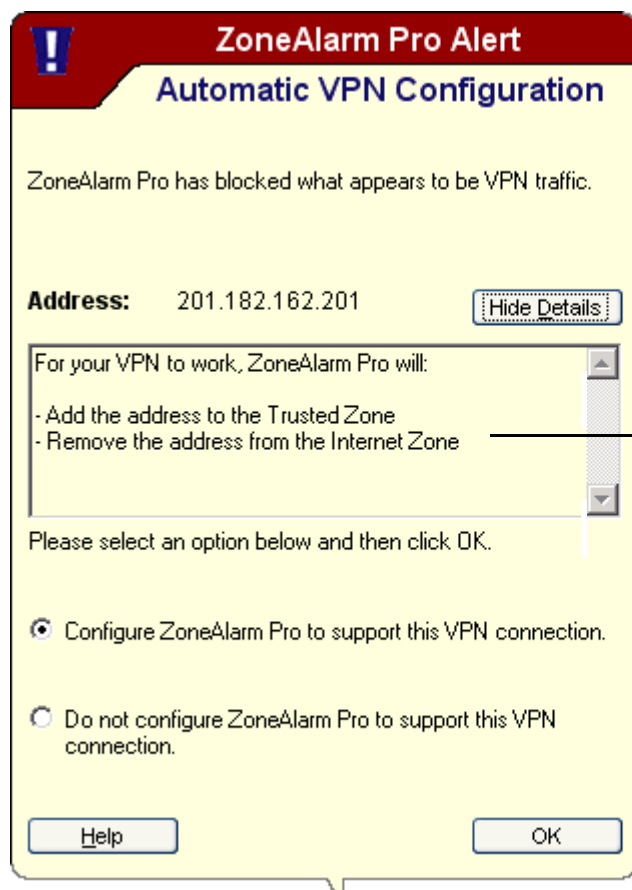 !
ZoneAlarm Pro Alert
Automatic VPN Configuration
ZoneAlarm Pro has blocked what appears to be VPN traffic.
Address: 201.182.162.201 Hide Details
For your VPN to work, ZoneAlarm Pro will:
- Add the address to the Trusted Zone
- Remove the address from the Internet Zone
Please select an option below and then click OK.
Configure ZoneAlarm Pro to support this VPN connection.
Do not configure ZoneAlarm Pro to support this VPN
connection.
Help OK